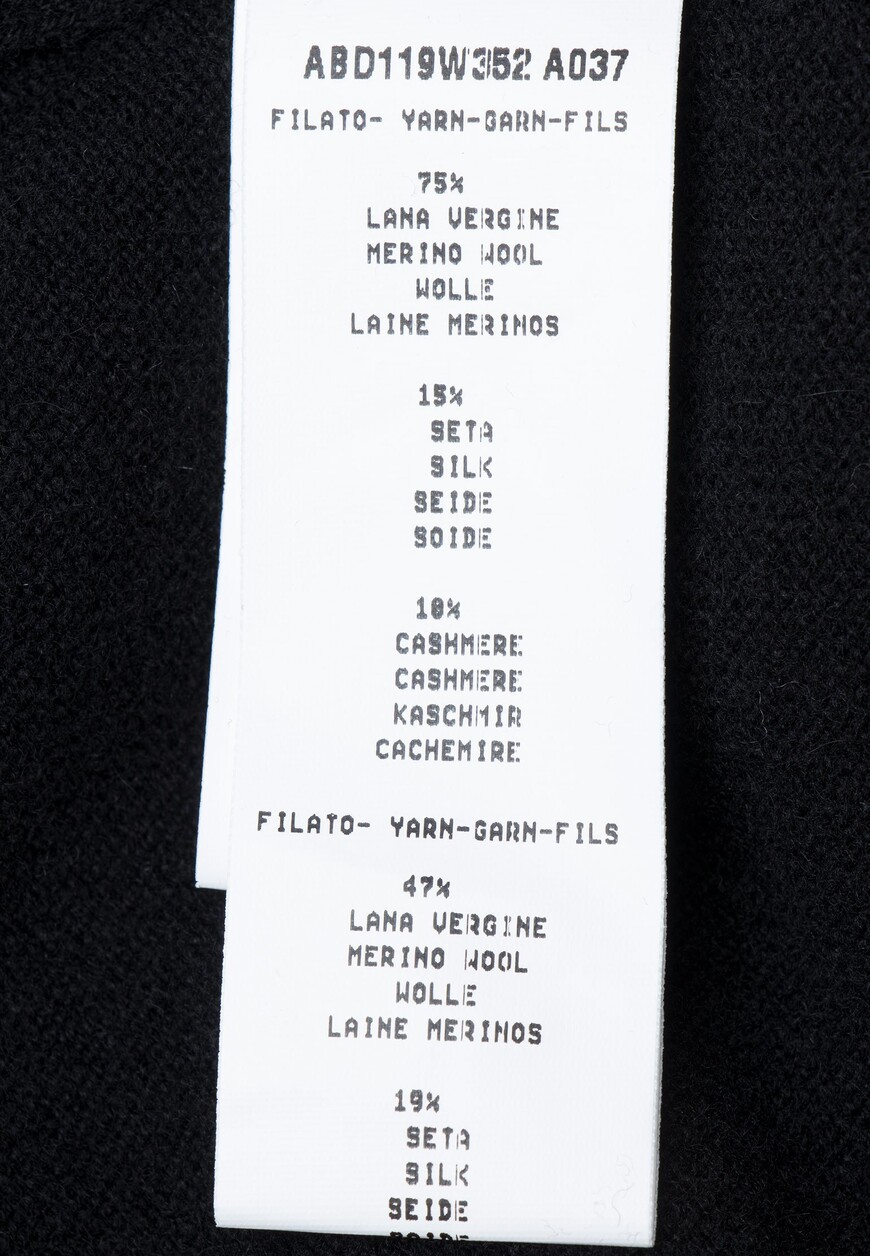 ABD119W352 A037
FILATO- YARN-GARN-FILS
75%
LANA VERGINE
MERINO WOOL
WOLLE
LAINE MERINOS
15%
SETA
SILK
SEIDE
SOIDE
10%
CASHMERE
CASHMERE
KASCHMIR
CACHEMIRE
FILATO- YARN-GARN-FILS
47%
LANA VERGINE
MERINO WOOL
WOLLE
LAINE MERINOS
19%
SETA
SILK
SEIDE
SOIDE